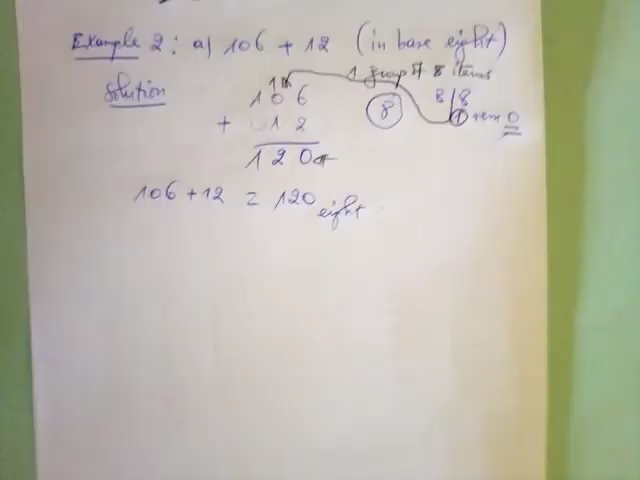 Example 2: a) 106 + 12 (in base eight)
1 group of 8 items
Solution
1
106
+ 012
120
8
8/8
1 rem 0
106 + 12 = 120 eight